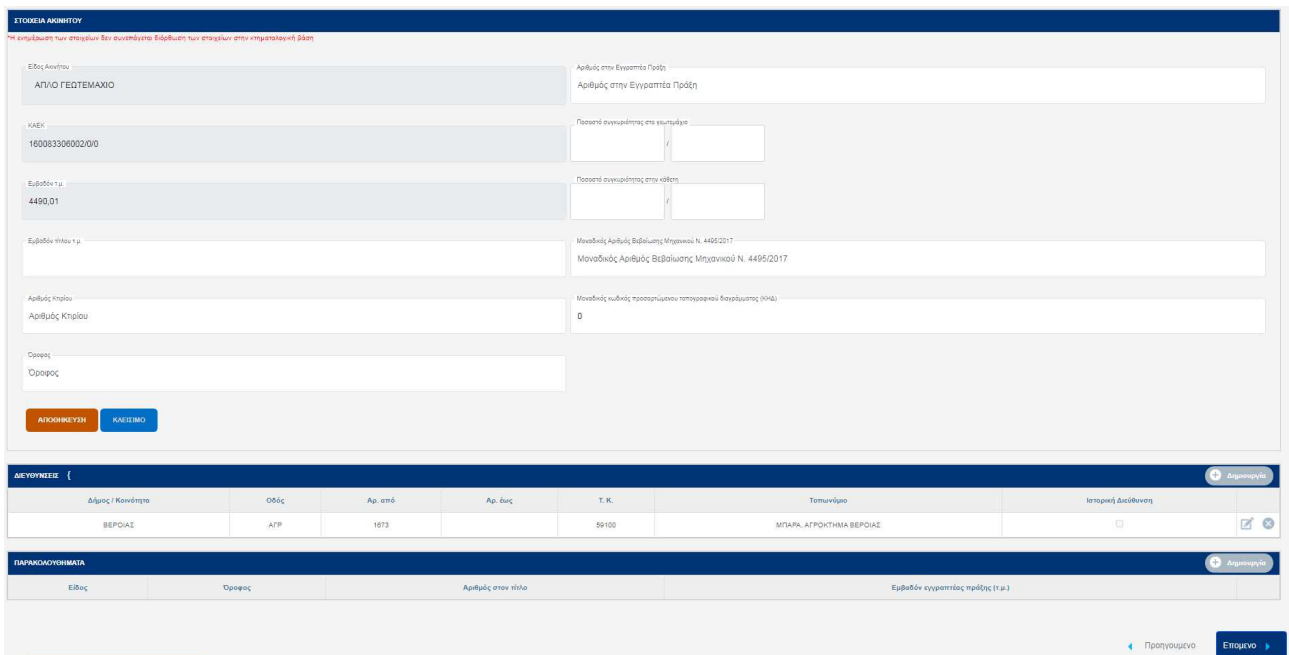 ΣΤΟΙΧΕΙΑ ΑΚΙΝΗΤΟΥ
*Η ενημέρωση των στοιχείων δεν συνεπάγεται διόρθωση των στοιχείων στην κτηματολογική βάση
Είδος Ακινήτου
ΑΠΛΟ ΓΕΩΤΕΜΑΧΙΟ
Αριθμός στην Εγγραπτέα Πράξη
Αριθμός στην Εγγραπτέα Πράξη
ΚΑΕΚ
160083306002/0/0
Ποσοστό συγκυριότητας στο γεωτεμάχιο
/
Εμβαδόν τ.μ.
4490,01
Ποσοστό συγκυριότητας στην κάθετη
/
Εμβαδόν τίτλου τ.μ.
Μοναδικός Αριθμός Βεβαίωσης Μηχανικού Ν. 4495/2017
Μοναδικός Αριθμός Βεβαίωσης Μηχανικού Ν. 4495/2017
Αριθμός Κτιρίου
Αριθμός Κτιρίου
Μοναδικός κωδικός προσαρτώμενου τοπογραφικού διαγράμματος (ΚΗΔ)
0
Όροφος
Όροφος
ΑΠΟΘΗΚΕΥΣΗ ΚΛΕΙΣΙΜΟ
ΔΙΕΥΘΥΝΣΕΙΣ { Δημιουργία
Δήμος / Κοινότητα Οδός Αρ. από Αρ. έως Τ. Κ. Τοπωνύμιο Ιστορική Διεύθυνση
ΒΕΡΟΙΑΣ ΑΓΡ 1673 59100 ΜΠΑΡΑ, ΑΓΡΟΚΤΗΜΑ ΒΕΡΟΙΑΣ
ΠΑΡΑΚΟΛΟΥΘΗΜΑΤΑ Δημιουργία
Είδος Όροφος Αριθμός στον τίτλο Εμβαδόν εγγραπτέας πράξης (τ.μ.)
Προηγουμενο Επομενο